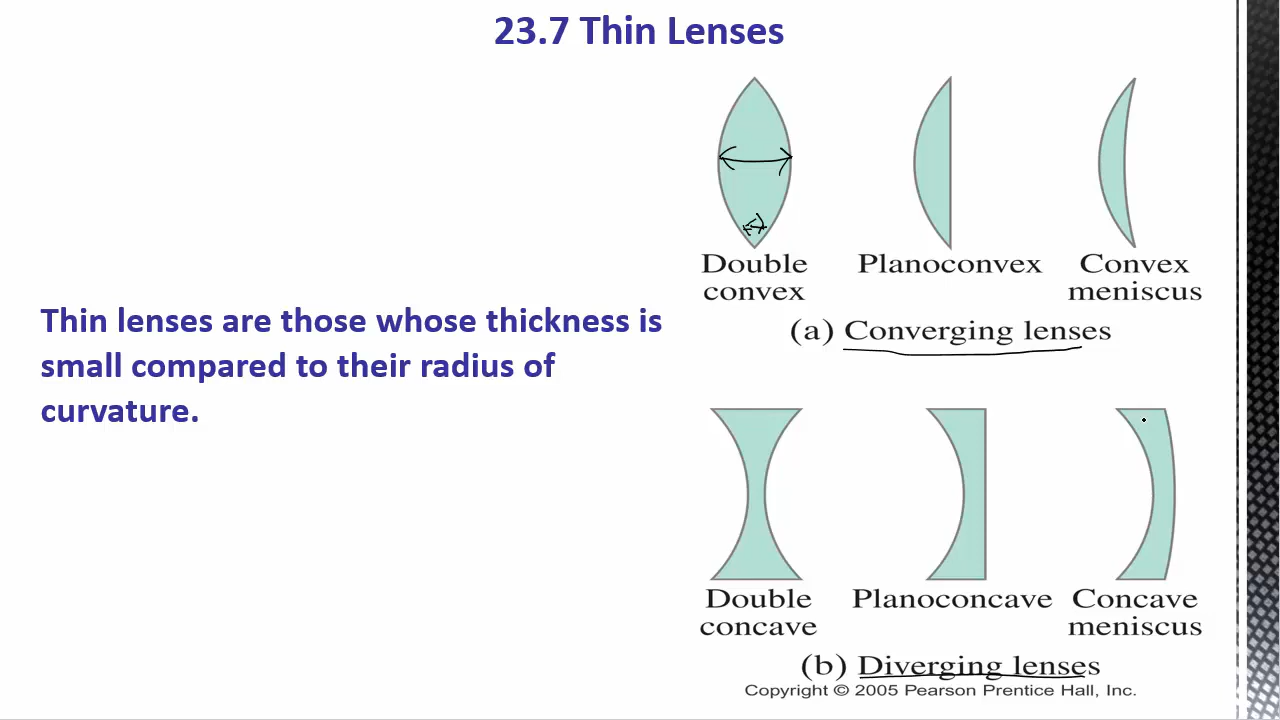 23.7 Thin Lenses
Thin lenses are those whose thickness is
small compared to their radius of
curvature.
Double
convex
Planoconvex
Convex
meniscus
(a) Converging lenses
Double
concave
Planoconcave
Concave
meniscus
(b) Diverging lenses
Copyright © 2005 Pearson Prentice Hall, Inc.